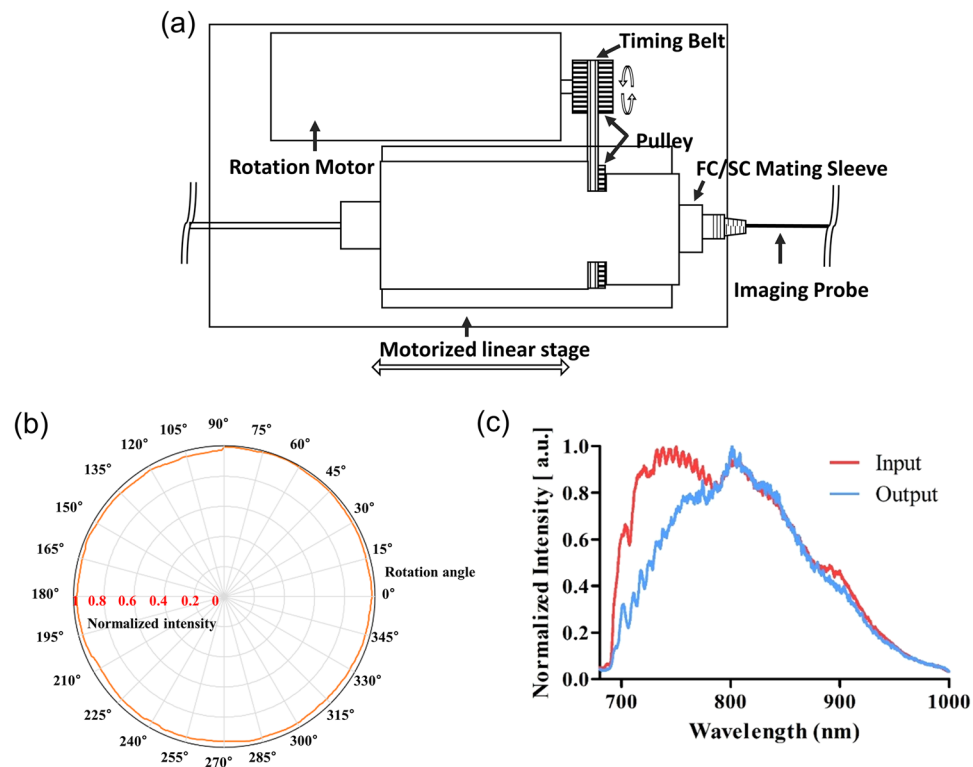 (a)
Timing Belt
Pulley
Rotation Motor
FC/SC Mating Sleeve
Imaging Probe
Motorized linear stage
(b)
90°
105°
75°
120°
60°
135°
45°
150°
30°
165°
15°
Rotation angle
180°
1 0.8 0.6 0.4 0.2 0
0°
Normalized intensity
195°
345°
210°
330°
225°
315°
240°
300°
255°
285°
270°
(c)
Normalized Intensity [ a.u.]
1.0
0.8
0.6
0.4
0.2
0.0
Input
Output
700 800 900 1000
Wavelength (nm)